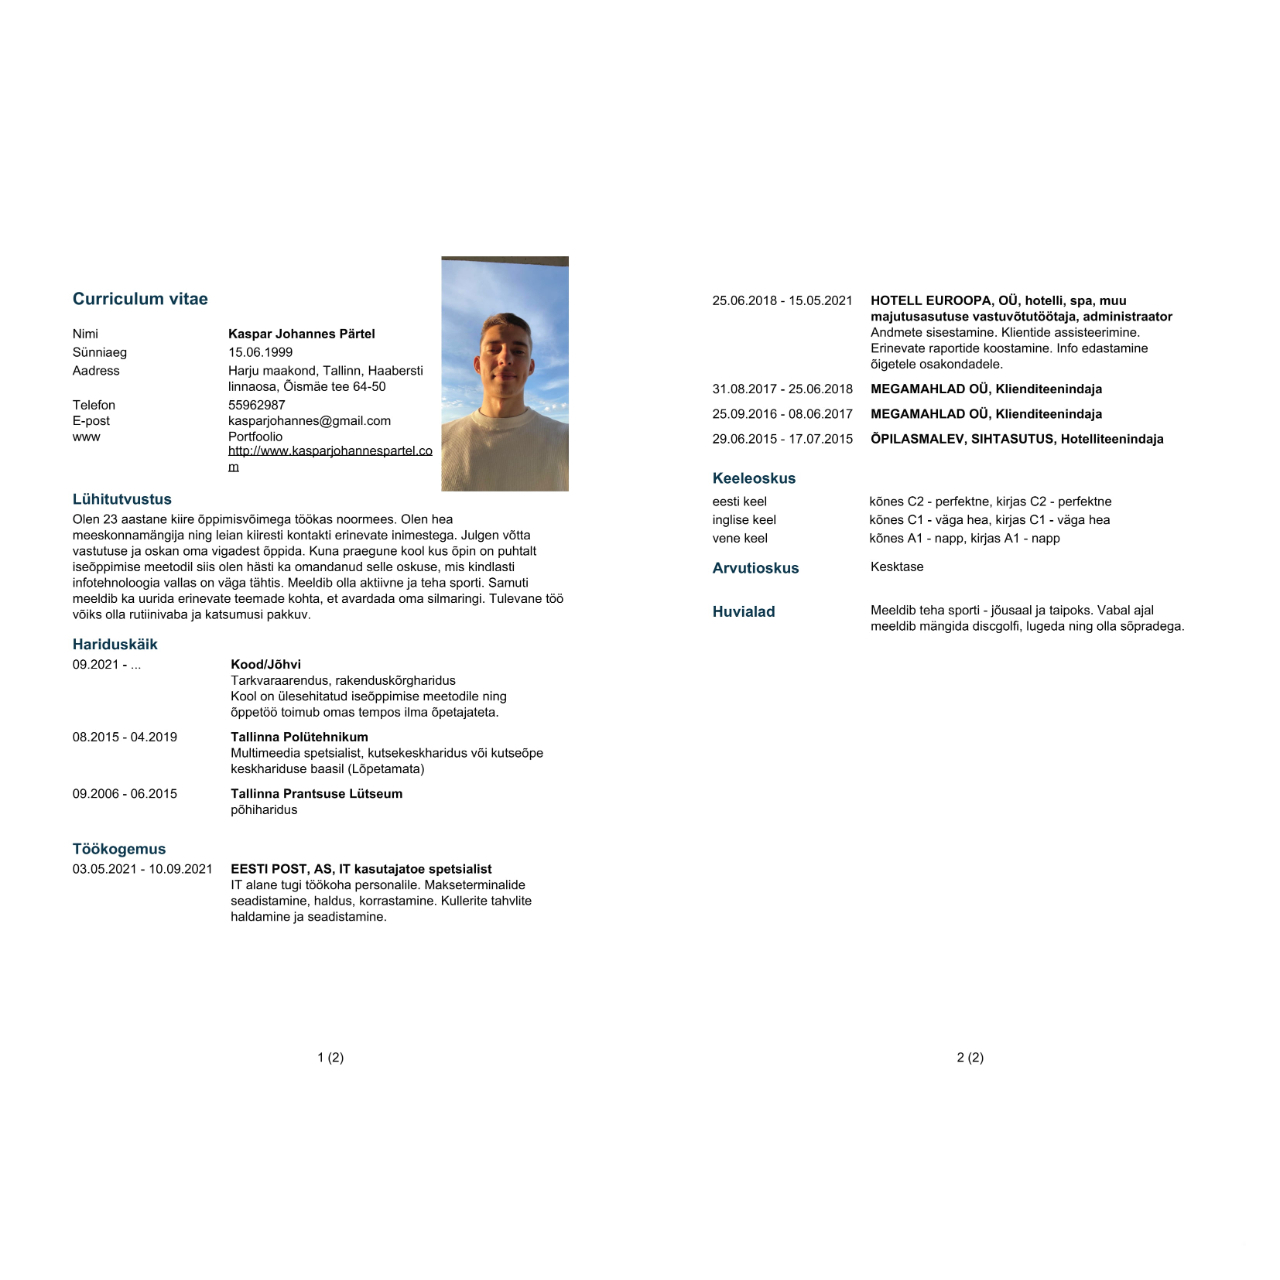 Curriculum vitae
Nimi Kaspar Johannes Pärtel
Sünniaeg 15.06.1999
Aadress Harju maakond, Tallinn, Haabersti
linnaosa, Õismäe tee 64-50
Telefon 55962987
E-post kasparjohannes@gmail.com
www Portfoolio
http://www.kasparjohannespartel.co
m
Lühitutvustus
Olen 23 aastane kiire õppimisvõimega töökas noormees. Olen hea
meeskonnamängija ning leian kiiresti kontakti erinevate inimestega. Julgen võtta
vastutuse ja oskan oma vigadest õppida. Kuna praegune kool kus õpin on puhtalt
iseõppimise meetodil siis olen hästi ka omandanud selle oskuse, mis kindlasti
infotehnoloogia vallas on väga tähtis. Meeldib olla aktiivne ja teha sporti. Samuti
meeldib ka uurida erinevate teemade kohta, et avardada oma silmaringi. Tulevane töö
võiks olla rutiinivaba ja katsumusi pakkuv.
Hariduskäik
09.2021 - ... Kood/Jõhvi
Tarkvaraarendus, rakenduskõrgharidus
Kool on ülesehitatud iseõppimise meetodile ning
õppetöö toimub omas tempos ilma õpetajateta.
08.2015 - 04.2019 Tallinna Polütehnikum
Multimeedia spetsialist, kutsekeskharidus või kutseõpe
keskhariduse baasil (Lõpetamata)
09.2006 - 06.2015 Tallinna Prantsuse Lütseum
põhiharidus
Töökogemus
03.05.2021 - 10.09.2021 EESTI POST, AS, IT kasutajatoe spetsialist
IT alane tugi töökoha personalile. Makseterminalide
seadistamine, haldus, korrastamine. Kullerite tahvlite
haldamine ja seadistamine.
1 (2)
25.06.2018 - 15.05.2021 HOTELL EUROOPA, OÜ, hotelli, spa, muu
majutusasutuse vastuvõtutöötaja, administraator
Andmete sisestamine. Klientide assisteerimine.
Erinevate raportide koostamine. Info edastamine
õigetele osakondadele.
31.08.2017 - 25.06.2018 MEGAMAHLAD OÜ, Klienditeenindaja
25.09.2016 - 08.06.2017 MEGAMAHLAD OÜ, Klienditeenindaja
29.06.2015 - 17.07.2015 ÕPILASMALEV, SIHTASUTUS, Hotelliteenindaja
Keeleoskus
eesti keel kõnes C2 - perfektne, kirjas C2 - perfektne
inglise keel kõnes C1 - väga hea, kirjas C1 - väga hea
vene keel kõnes A1 - napp, kirjas A1 - napp
Arvutioskus Kesktase
Huvialad Meeldib teha sporti - jõusaal ja taipoks. Vabal ajal
meeldib mängida discgolfi, lugeda ning olla sõpradega.
2 (2)